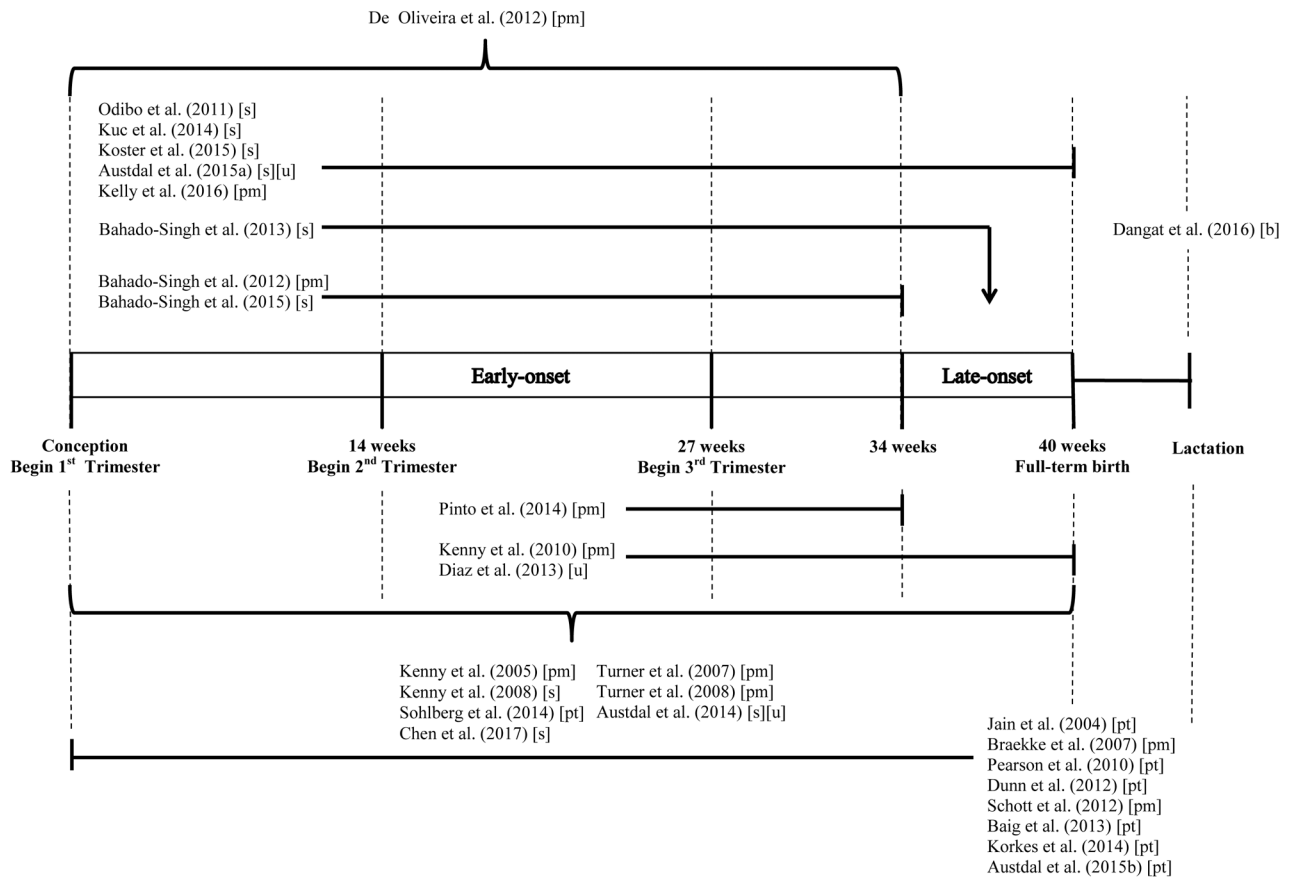 De Oliveira et al. (2012) [pm]
Odibo et al. (2011) [s]
Kuc et al. (2014) [s]
Koster et al. (2015) [s]
Austdal et al. (2015a) [s][u]
Kelly et al. (2016) [pm]
Bahado-Singh et al. (2013) [s]
Dangat et al. (2016) [b]
Bahado-Singh et al. (2012) [pm]
Bahado-Singh et al. (2015) [s]
Early-onset
Late-onset
Conception
Begin 1st Trimester
14 weeks
Begin 2nd Trimester
27 weeks
Begin 3rd Trimester
34 weeks
40 weeks
Full-term birth
Lactation
Pinto et al. (2014) [pm]
Kenny et al. (2010) [pm]
Diaz et al. (2013) [u]
Kenny et al. (2005) [pm]
Kenny et al. (2008) [s]
Sohlberg et al. (2014) [pt]
Chen et al. (2017) [s]
Turner et al. (2007) [pm]
Turner et al. (2008) [pm]
Austdal et al. (2014) [s][u]
Jain et al. (2004) [pt]
Braekke et al. (2007) [pm]
Pearson et al. (2010) [pt]
Dunn et al. (2012) [pt]
Schott et al. (2012) [pm]
Baig et al. (2013) [pt]
Korkes et al. (2014) [pt]
Austdal et al. (2015b) [pt]